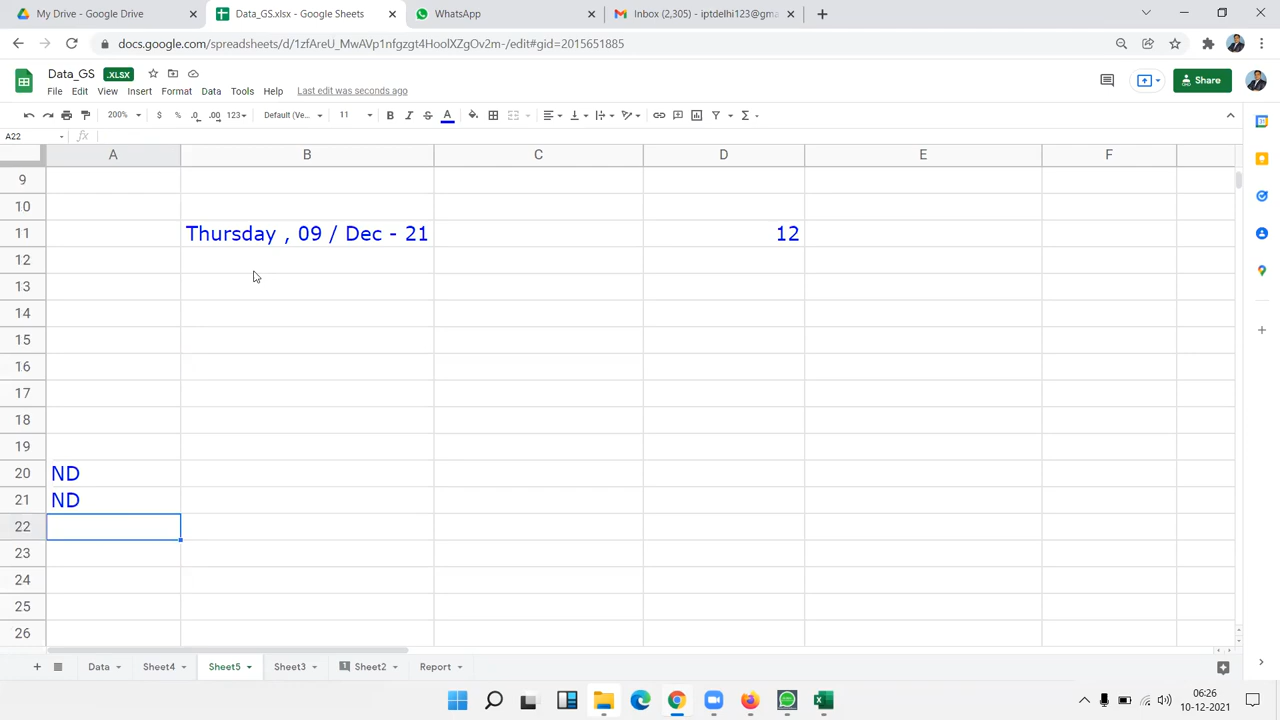 My Drive - Google Drive
Data_GS.xlsx - Google Sheets
WhatsApp
Inbox (2,305) - iptdelhi123@gma
docs.google.com/spreadsheets/d/1zfAreU_MwAVp1nfgzgt4HoolXZgOv2m-/edit#gid=2015651885
Data_GS .XLSX
File Edit View Insert Format Data Tools Help Last edit was seconds ago
Share
200% $ % .0 .00 123 Default (Ve... 11 B I S A Σ
A22 fx
A B C D E F
9
10
11 Thursday , 09 / Dec - 21 12
12
13
14
15
16
17
18
19
20 ND
21 ND
22
23
24
25
26
Data Sheet4 Sheet5 Sheet3 1 Sheet2 Report
06:26
10-12-2021